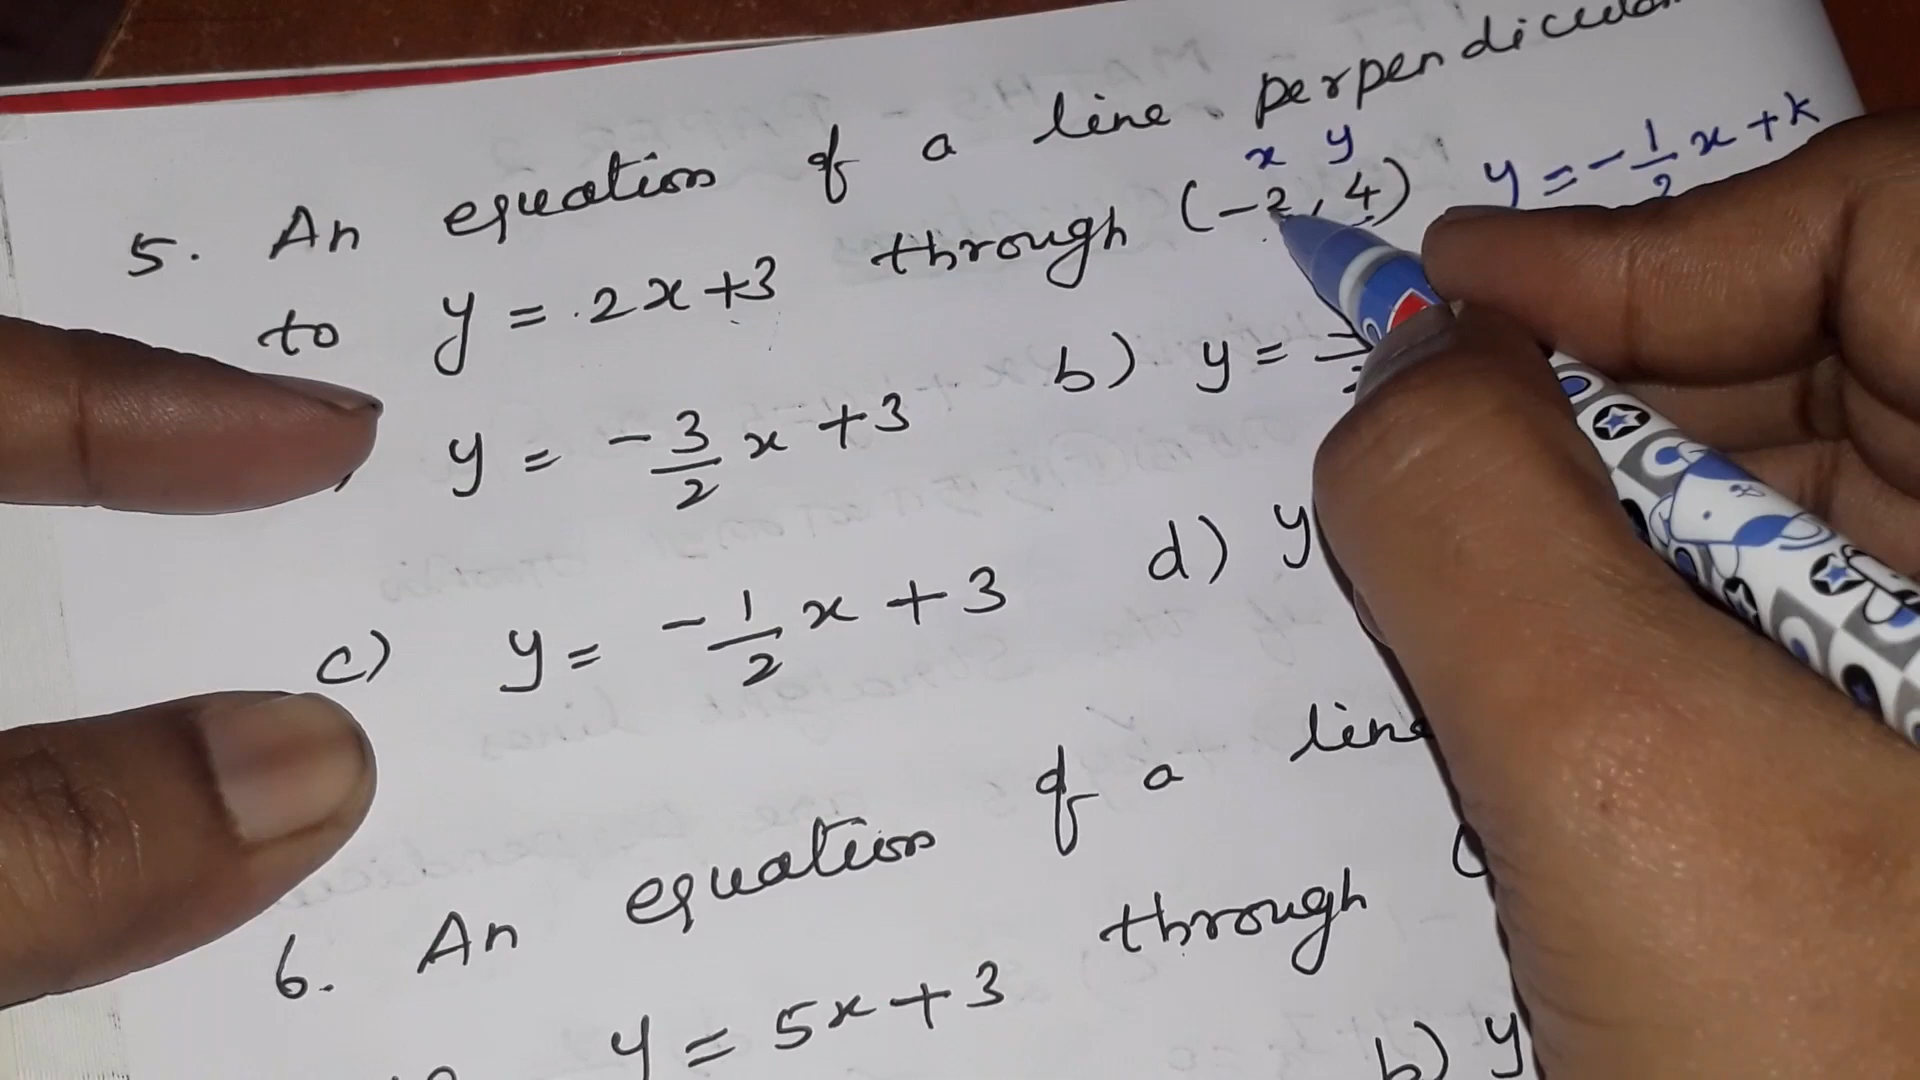 5. An equation of a line perpendicular
x y
to y = 2x+3 through (-2, 4) y = -1/2 x + k
y = -3/2 x + 3 b) y =
c) y = -1/2 x + 3 d) y
6. An equation of a line
y = 5x + 3 through (
b) y